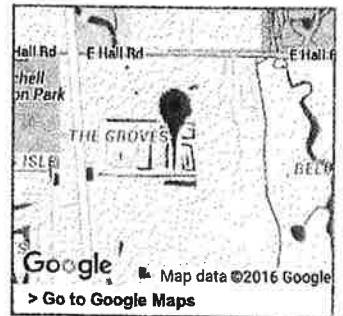 Hall Rd E Hall Rd E Hall F
chell
on Park
THE GROVES
ISLE BELL
Google Map data ©2016 Google
> Go to Google Maps